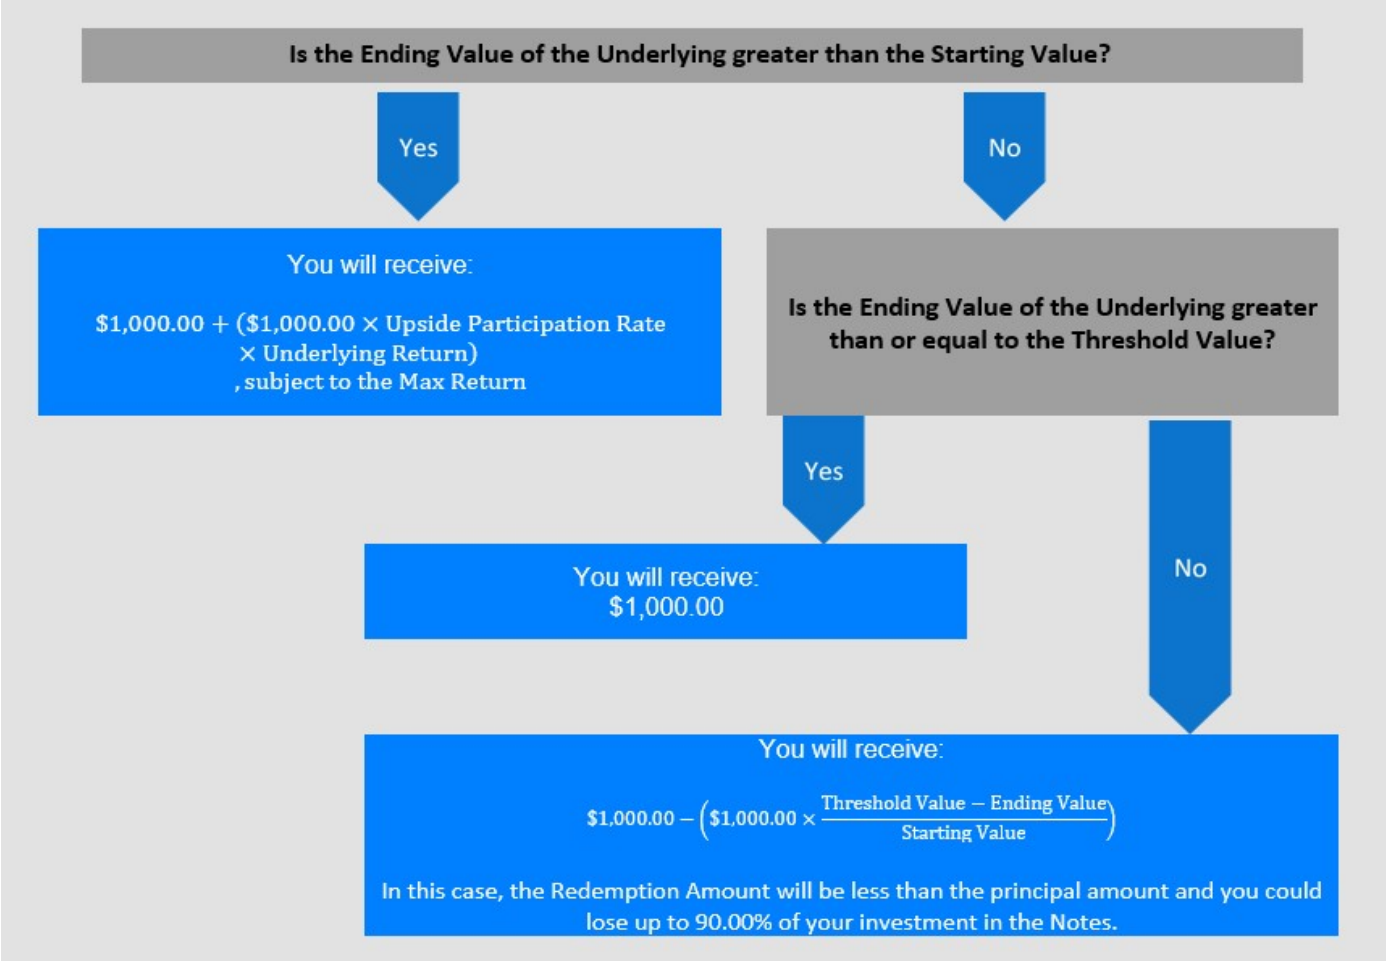 Is the Ending Value of the Underlying greater than the Starting Value?
Yes
No
You will receive:
$1,000.00 + ($1,000.00 × Upside Participation Rate
× Underlying Return)
, subject to the Max Return
Is the Ending Value of the Underlying greater
than or equal to the Threshold Value?
Yes
No
You will receive:
$1,000.00
You will receive:
$1,000.00 − ($1,000.00 × Threshold Value − Ending Value
Starting Value)
In this case, the Redemption Amount will be less than the principal amount and you could
lose up to 90.00% of your investment in the Notes.